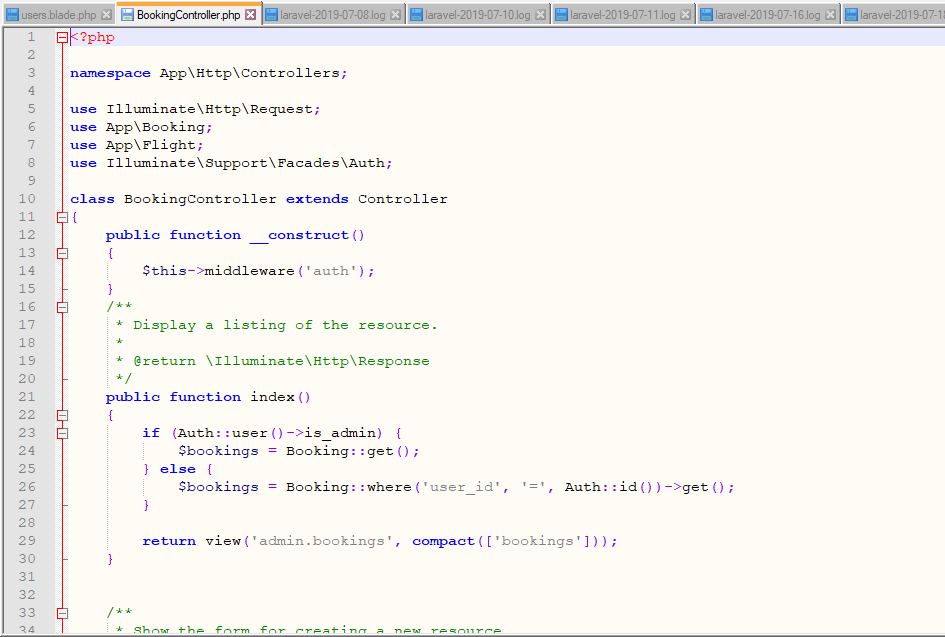 users.blade.php BookingController.php laravel-2019-07-08.log laravel-2019-07-10.log laravel-2019-07-11.log laravel-2019-07-16.log
1 <?php
2
3 namespace App\Http\Controllers;
4
5 use Illuminate\Http\Request;
6 use App\Booking;
7 use App\Flight;
8 use Illuminate\Support\Facades\Auth;
9
10 class BookingController extends Controller
11 {
12     public function __construct()
13     {
14         $this->middleware('auth');
15     }
16     /**
17      * Display a listing of the resource.
18      *
19      * @return \Illuminate\Http\Response
20      */
21     public function index()
22     {
23         if (Auth::user()->is_admin) {
24             $bookings = Booking::get();
25         } else {
26             $bookings = Booking::where('user_id', '=', Auth::id())->get();
27         }
28
29         return view('admin.bookings', compact(['bookings']));
30     }
31
32
33     /**
34      * Show the form for creating a new resource